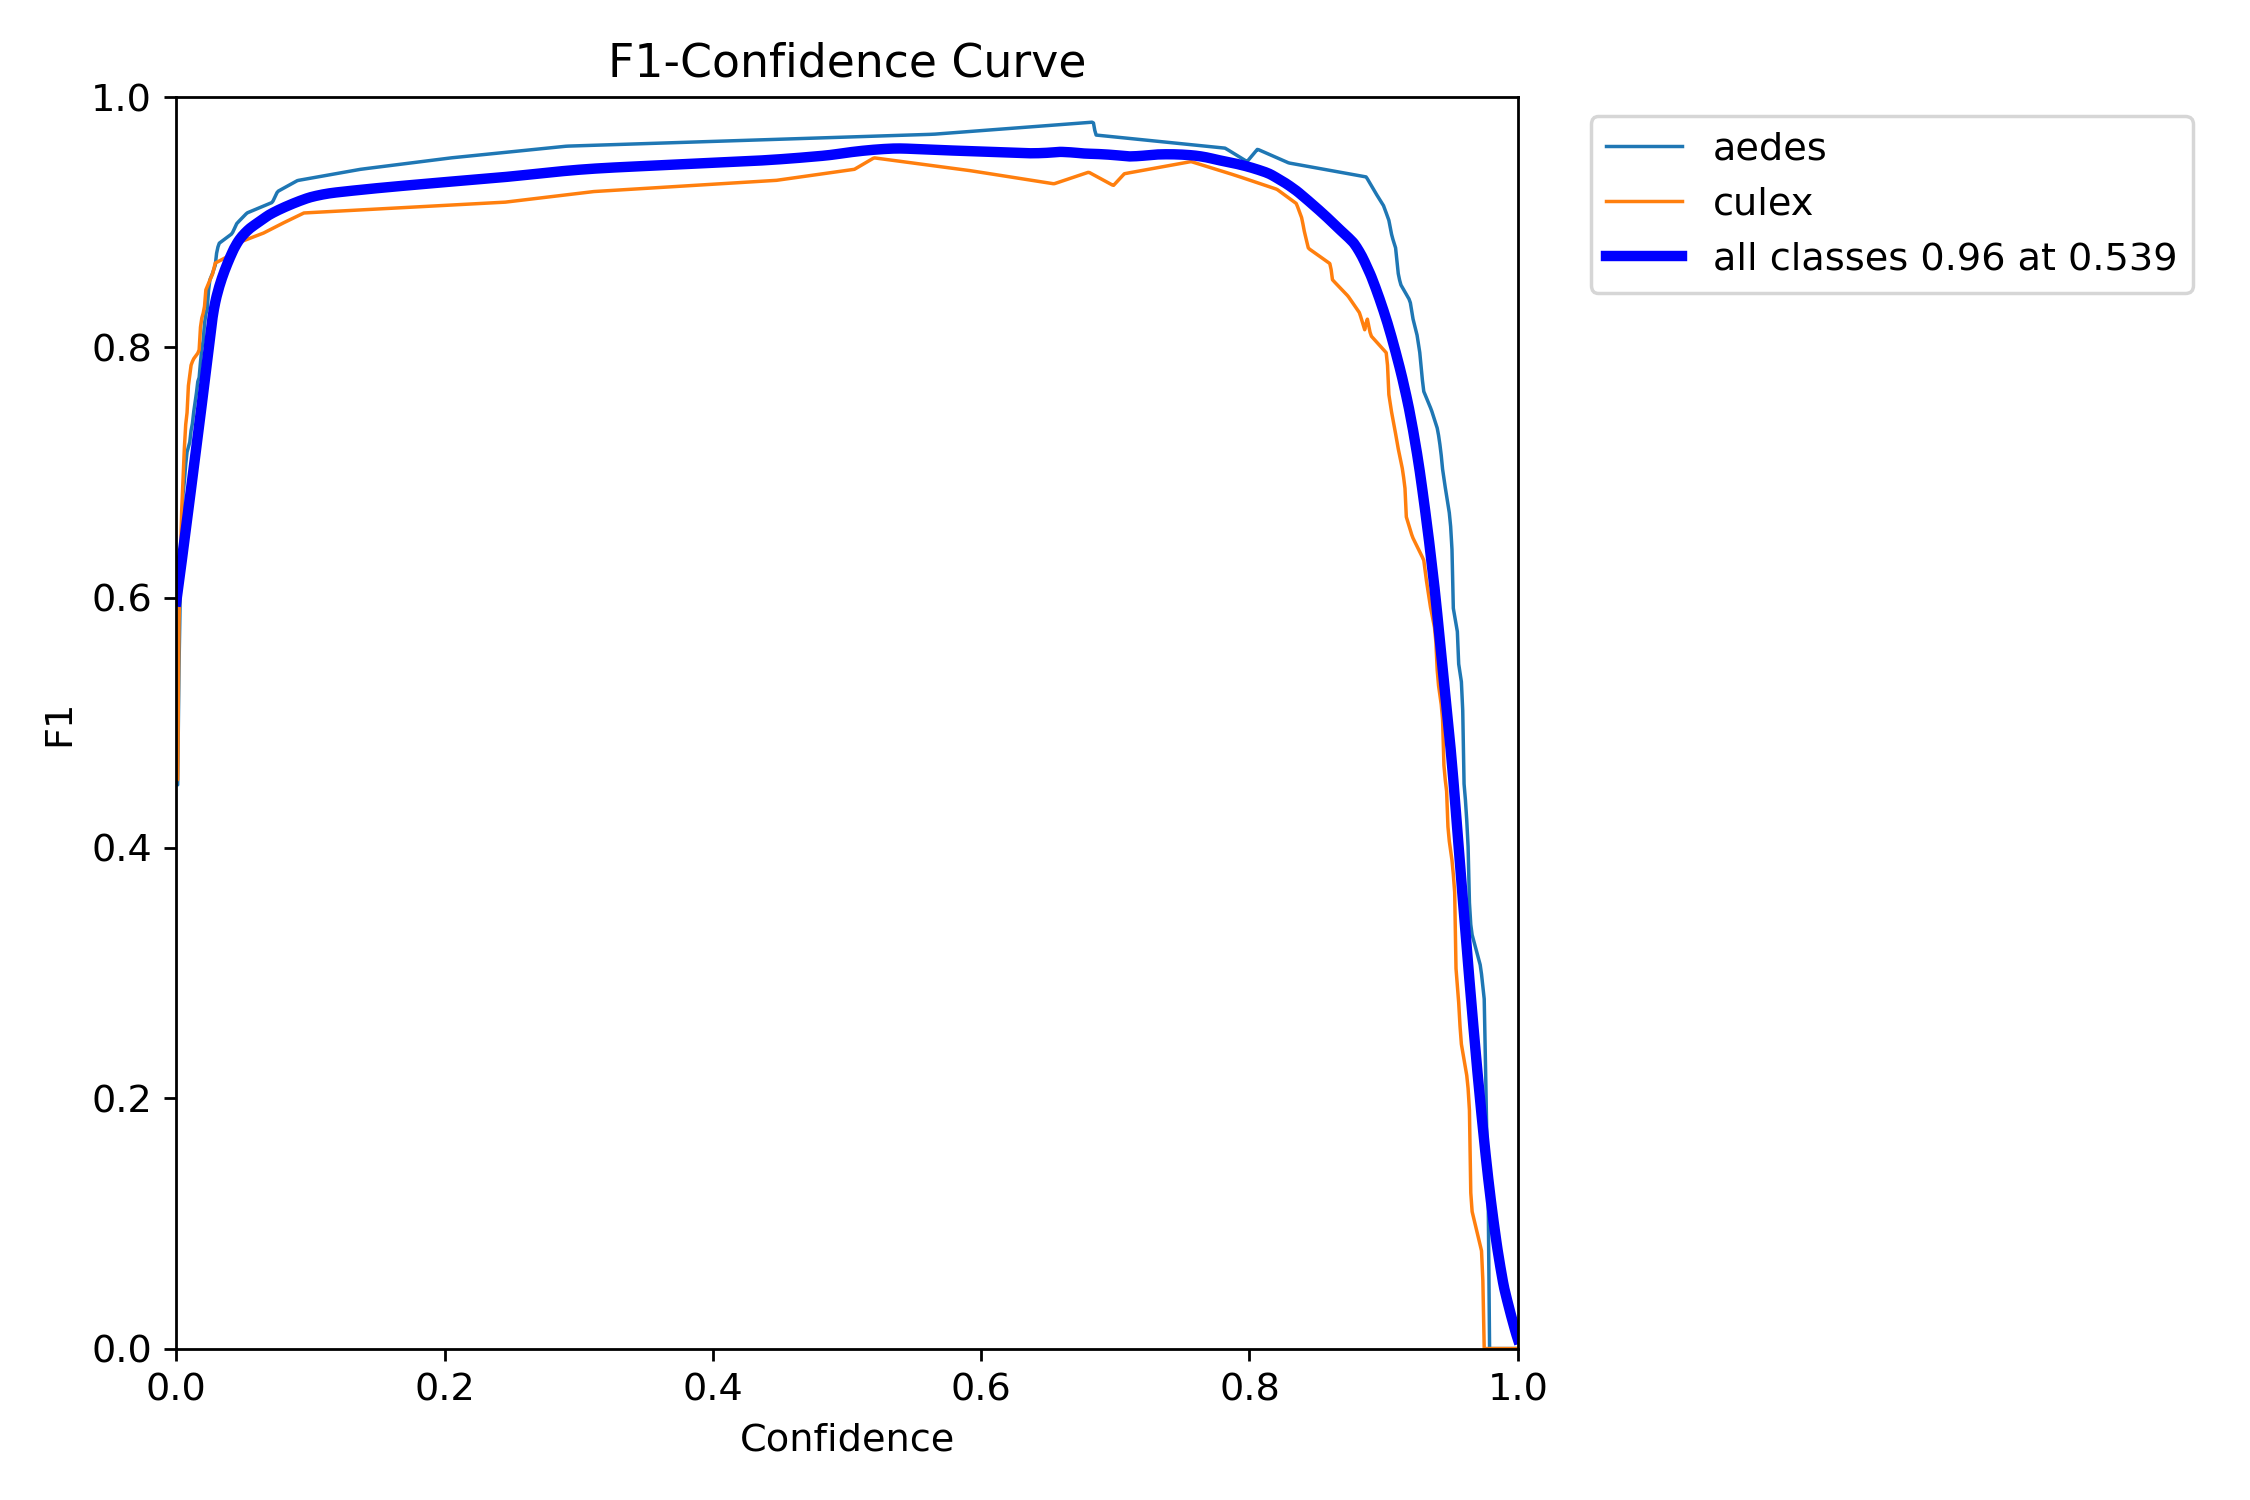 F1-Confidence Curve
1.0
0.8
0.6
0.4
0.2
0.0
F1
0.0 0.2 0.4 0.6 0.8 1.0
Confidence
aedes
culex
all classes 0.96 at 0.539